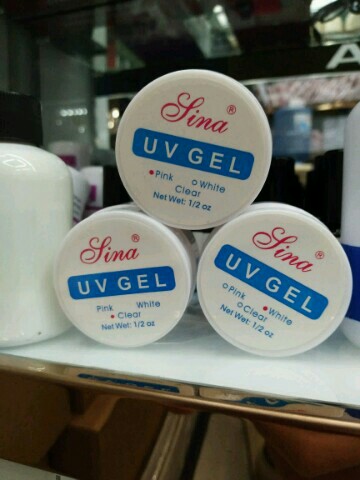 Sina®
UV GEL
Pink White
Clear
Net Wet: 1/2 oz
Sina®
UV GEL
Pink White
Clear
Net Wet: 1/2 oz
Sina®
UV GEL
Pink White
Clear
Net Wet: 1/2 oz
A